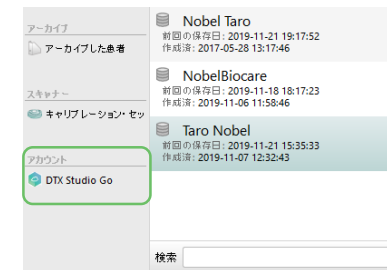 アーカイブ
アーカイブした患者
スキャナー
キャリブレーション・セッ
アカウント
DTX Studio Go
Nobel Taro
前回の保存日: 2019-11-21 19:17:52
作成済: 2017-05-28 13:17:46
NobelBiocare
前回の保存日: 2019-11-18 18:17:23
作成済: 2019-11-06 11:58:46
Taro Nobel
前回の保存日: 2019-11-21 15:35:33
作成済: 2019-11-07 12:32:43
検索